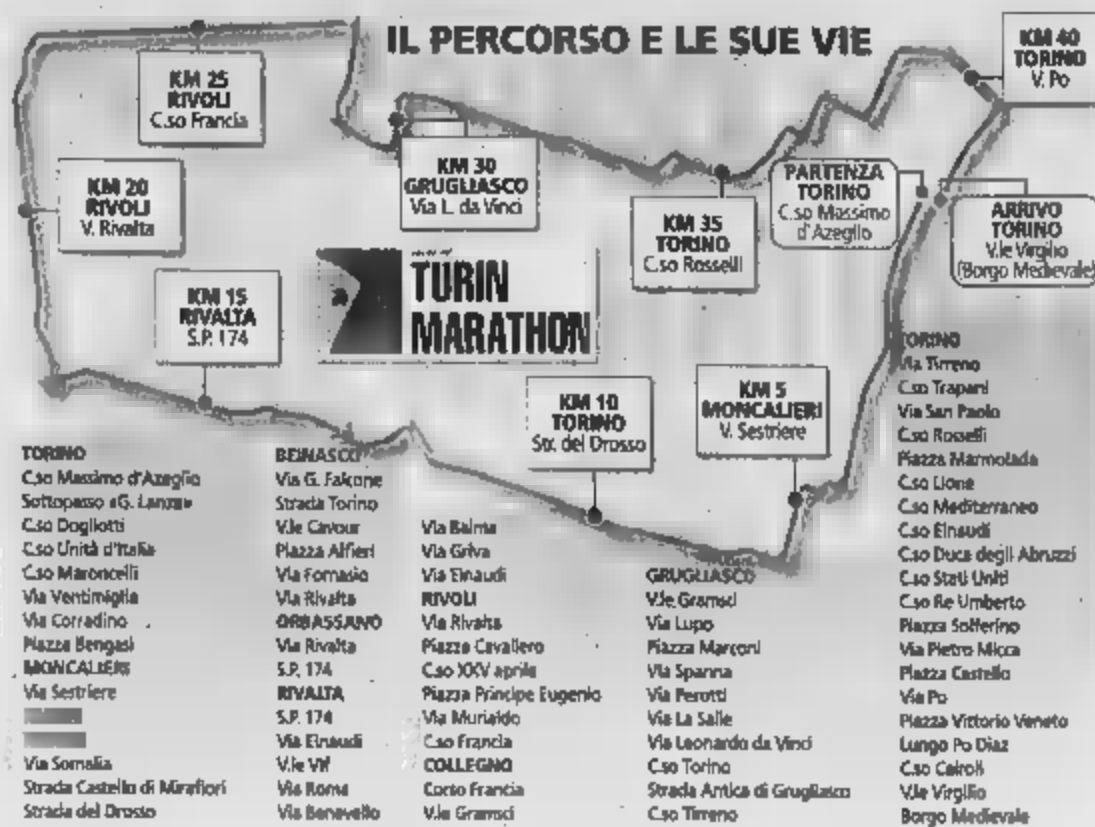 IL PERCORSO E LE SUE VIE
KM 40
TORINO
V. Po
KM 25
RIVOLI
C.so Francia
KM 30
GRUGLIASCO
Via L. da Vinci
KM 20
RIVOLI
V. Rivalta
PARTENZA
TORINO
C.so Massimo
d'Azeglio
KM 35
TORINO
C.so Rosselli
ARRIVO
TORINO
V.le Virgilio
(Borgo Medievale)
KM 15
RIVALTA
S.P. 174
TURIN
MARATHON
KM 10
TORINO
Str. del Drosso
KM 5
MONCALIERI
V. Sestriere
TORINO
C.so Massimo d'Azeglio
Sottopasso «G. Lanza»
C.so Dogliotti
C.so Unità d'Italia
C.so Maroncelli
Via Ventimiglia
Via Corradino
Piazza Bengasi
MONCALIERI
Via Sestriere
Via Somalia
Strada Castello di Mirafiori
Strada del Drosso
BEINASCO
Via G. Falcone
Strada Torino
V.le Cavour
Piazza Alfieri
Via Fornasio
Via Rivalta
ORBASSANO
Via Rivalta
S.P. 174
RIVALTA
S.P. 174
Via Einaudi
V.le Vif
Via Roma
Via Benevello
Via Balma
Via Griva
Via Einaudi
RIVOLI
Via Rivalta
Piazza Cavallero
C.so XXV aprile
Piazza Principe Eugenio
Via Murialdo
C.so Francia
COLLEGNO
Corso Francia
V.le Gramsci
GRUGLIASCO
V.le Gramsci
Via Lupo
Piazza Marconi
Via Spanna
Via Perotti
Via La Salle
Via Leonardo da Vinci
C.so Torino
Strada Antica di Grugliasco
C.so Tirreno
TORINO
Via Tirreno
C.so Trapani
Via San Paolo
C.so Rosselli
Piazza Marmolada
C.so Lione
C.so Mediterraneo
C.so Einaudi
C.so Duca degli Abruzzi
C.so Stati Uniti
C.so Re Umberto
Piazza Solferino
Via Pietro Micca
Piazza Castello
Via Po
Piazza Vittorio Veneto
Lungo Po Diaz
C.so Cairoli
V.le Virgilio
Borgo Medievale